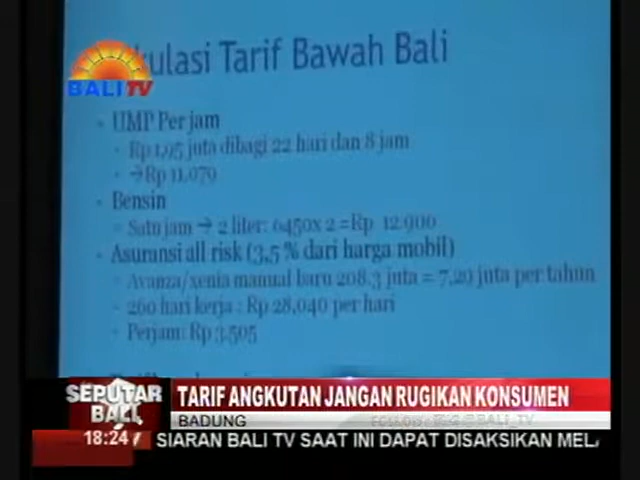 Tarif Bawah Bali
BALI TV
UMP Per jam
Rp 1,95 juta dibagi 22 hari dan 8 jam
→Rp 11,079
Bensin
Satu jam → 2 liter: 6450x 2 =Rp 12.900
Asuransi all risk (3,5 % dari harga mobil)
Avanza/xenia manual baru 208,3 juta = 7,29 juta per tahun
260 hari kerja : Rp 28,040 per hari
Perjam: Rp 3,505
SEPUTAR BALI
TARIF ANGKUTAN JANGAN RUGIKAN KONSUMEN
BADUNG
@BALI_TV
18:24
SIARAN BALI TV SAAT INI DAPAT DISAKSIKAN